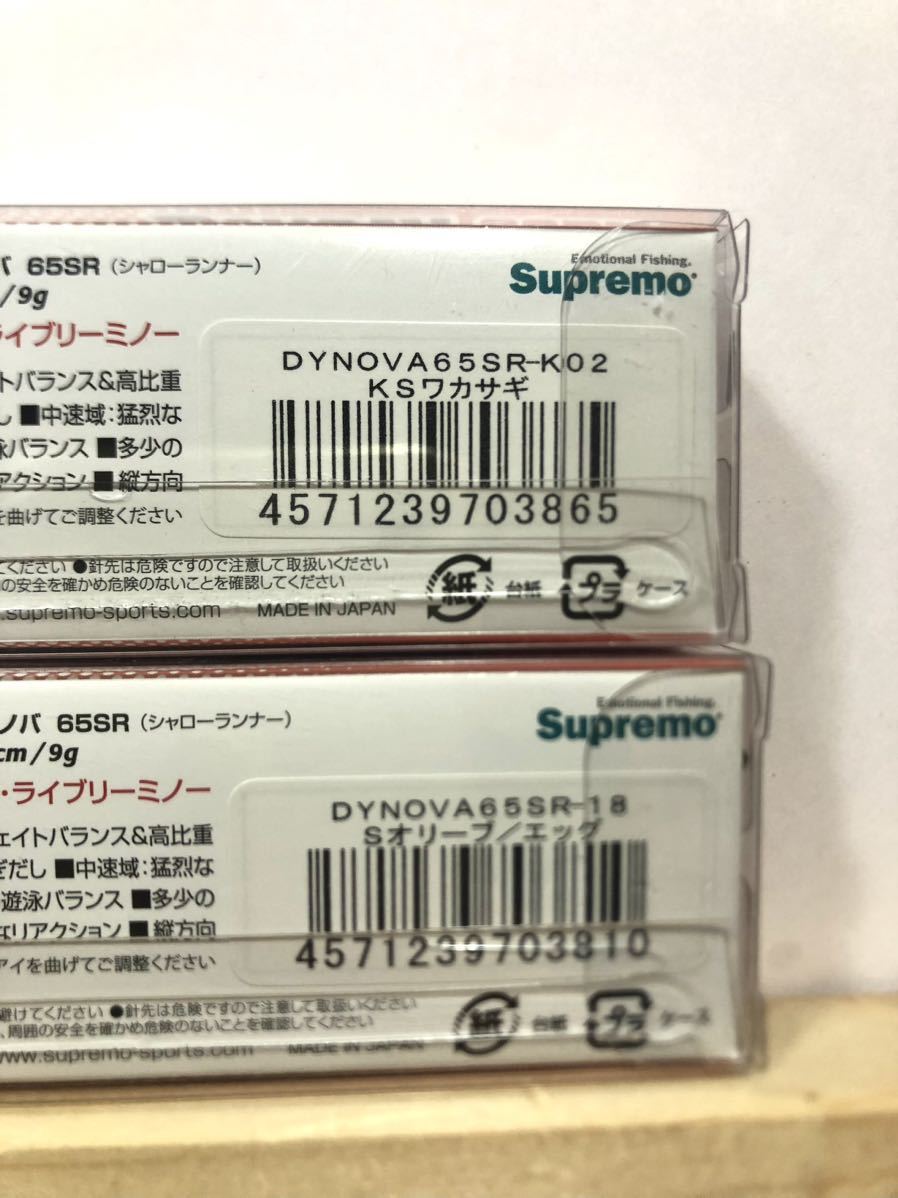 バ 65SR（シャローランナー）
/9g
ライブリーミノー
トバランス&高比重
し ■中速域:猛烈な
泳バランス ■多少の
アクション ■縦方向
を曲げてご調整ください
Emotional Fishing.
Supremo
DYNOVA65SR-K02
KSワカサギ
4571239703865
てください ●針先は危険ですので注意して取扱いください
の安全を確かめ危険のないことを確認してください
.supremo-sports.com MADE IN JAPAN
紙 台紙 プラ ケース
ノバ 65SR（シャローランナー）
cm/9g
・ライブリーミノー
ェイトバランス&高比重
ぎだし ■中速域:猛烈な
遊泳バランス ■多少の
なリアクション ■縦方向
アイを曲げてご調整ください
Emotional Fishing.
Supremo
DYNOVA65SR-18
Sオリーブ／エッグ
4571239703810
避けてください ●針先は危険ですので注意して取扱いください
、周囲の安全を確かめ危険のないことを確認してください
www.supremo-sports.com MADE IN JAPAN
紙 台紙 プラ ケース